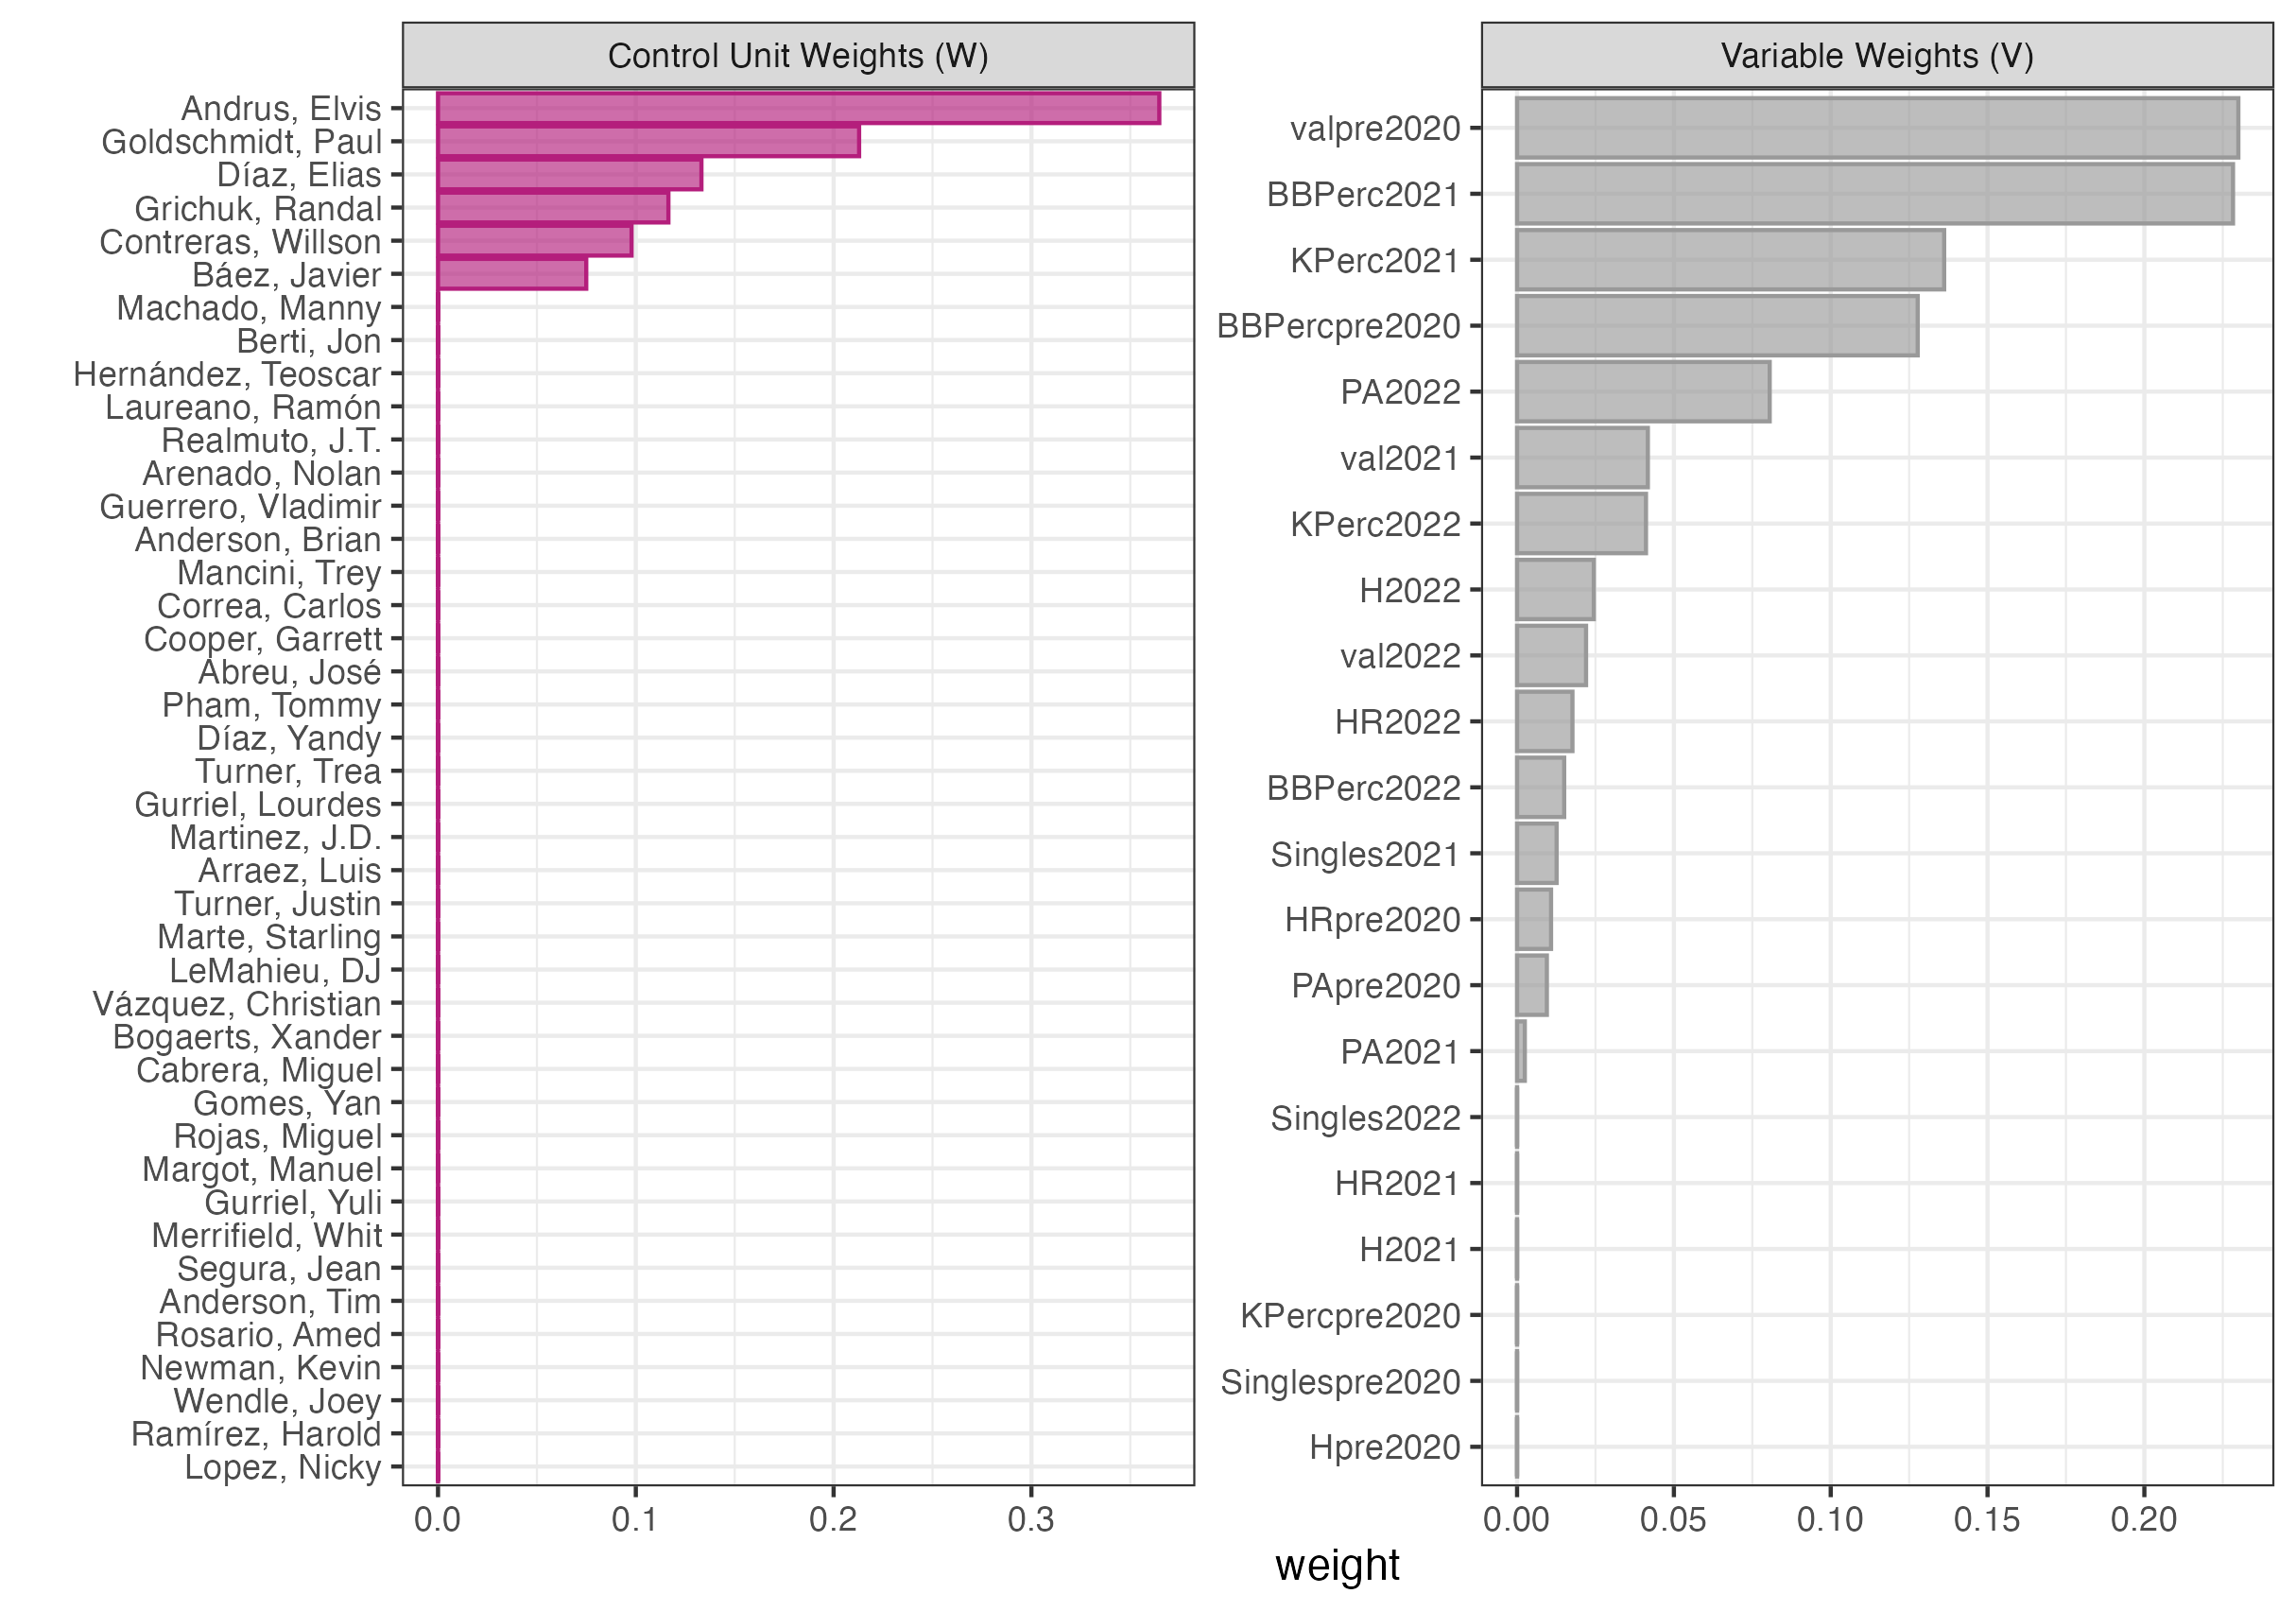 Control Unit Weights (W)
Andrus, Elvis
Goldschmidt, Paul
Díaz, Elias
Grichuk, Randal
Contreras, Willson
Báez, Javier
Machado, Manny
Berti, Jon
Hernández, Teoscar
Laureano, Ramón
Realmuto, J.T.
Arenado, Nolan
Guerrero, Vladimir
Anderson, Brian
Mancini, Trey
Correa, Carlos
Cooper, Garrett
Abreu, José
Pham, Tommy
Díaz, Yandy
Turner, Trea
Gurriel, Lourdes
Martinez, J.D.
Arraez, Luis
Turner, Justin
Marte, Starling
LeMahieu, DJ
Vázquez, Christian
Bogaerts, Xander
Cabrera, Miguel
Gomes, Yan
Rojas, Miguel
Margot, Manuel
Gurriel, Yuli
Merrifield, Whit
Segura, Jean
Anderson, Tim
Rosario, Amed
Newman, Kevin
Wendle, Joey
Ramírez, Harold
Lopez, Nicky
0.0 0.1 0.2 0.3
Variable Weights (V)
valpre2020
BBPerc2021
KPerc2021
BBPercpre2020
PA2022
val2021
KPerc2022
H2022
val2022
HR2022
BBPerc2022
Singles2021
HRpre2020
PApre2020
PA2021
Singles2022
HR2021
H2021
KPercpre2020
Singlespre2020
Hpre2020
0.00 0.05 0.10 0.15 0.20
weight